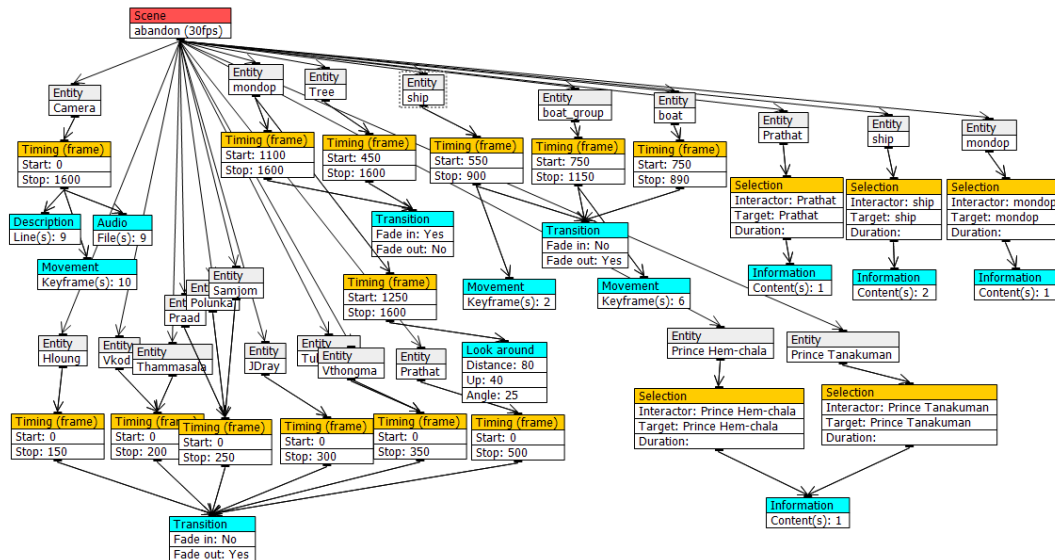 Scene
abandon (30fps)
Entity
Camera
Entity
mondop
Entity
Tree
Entity
ship
Entity
boat_group
Entity
boat
Entity
Prathat
Entity
ship
Entity
mondop
Timing (frame)
Start: 0
Stop: 1600
Timing (frame)
Start: 1100
Stop: 1600
Timing (frame)
Start: 450
Stop: 1600
Timing (frame)
Start: 550
Stop: 900
Timing (frame)
Start: 750
Stop: 1150
Timing (frame)
Start: 750
Stop: 890
Selection
Interactor: Prathat
Target: Prathat
Duration:
Selection
Interactor: ship
Target: ship
Duration:
Selection
Interactor: mondop
Target: mondop
Duration:
Description
Line(s): 9
Audio
File(s): 9
Transition
Fade in: Yes
Fade out: No
Transition
Fade in: No
Fade out: Yes
Movement
Keyframe(s): 10
Entity
Samjom
Polunka
Entity
Praad
Timing (frame)
Start: 1250
Stop: 1600
Movement
Keyframe(s): 2
Movement
Keyframe(s): 6
Information
Content(s): 1
Information
Content(s): 2
Information
Content(s): 1
Entity
Hloung
Entity
Vkod
Entity
Thammasala
Entity
JDray
Entity
Entity
Vthongma
Entity
Prathat
Look around
Distance: 80
Up: 40
Angle: 25
Entity
Prince Hem-chala
Entity
Prince Tanakuman
Selection
Interactor: Prince Hem-chala
Target: Prince Hem-chala
Duration:
Selection
Interactor: Prince Tanakuman
Target: Prince Tanakuman
Duration:
Timing (frame)
Start: 0
Stop: 150
Timing (frame)
Start: 0
Stop: 200
Timing (frame)
Start: 0
Stop: 250
Timing (frame)
Start: 0
Stop: 300
Timing (frame)
Start: 0
Stop: 350
Timing (frame)
Start: 0
Stop: 500
Transition
Fade in: No
Fade out: Yes
Information
Content(s): 1